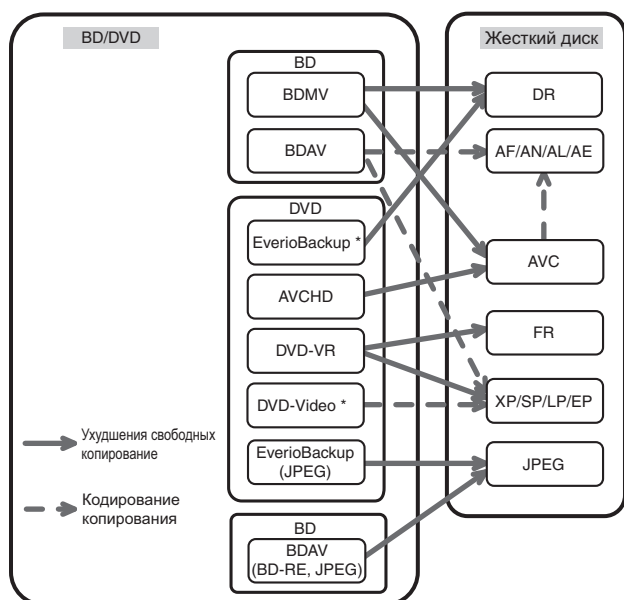 BD/DVD
BD
BDMV
BDAV
DVD
EverioBackup *
AVCHD
DVD-VR
DVD-Video *
EverioBackup
(JPEG)
BD
BDAV
(BD-RE, JPEG)
Ухудшения свободных
копирование
Кодирование
копирования
Жесткий диск
DR
AF/AN/AL/AE
AVC
FR
XP/SP/LP/EP
JPEG